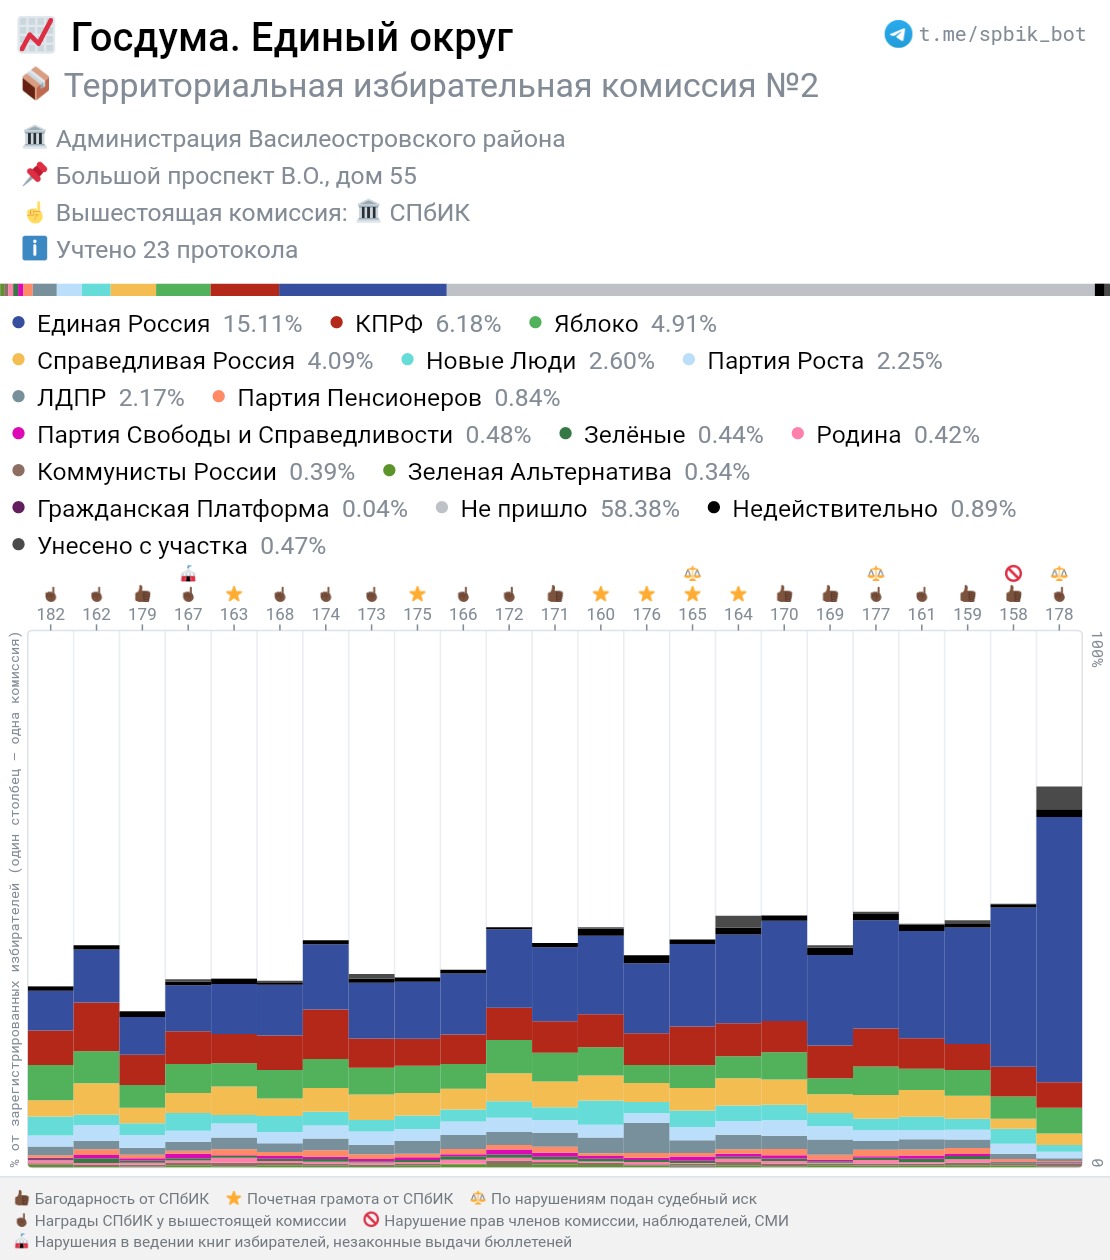 Госдума. Единый округ
t.me/spbik_bot
Территориальная избирательная комиссия №2
Администрация Василеостровского района
Большой проспект В.О., дом 55
Вышестоящая комиссия: СПбИК
Учтено 23 протокола
Единая Россия 15.11% КПРФ 6.18% Яблоко 4.91%
Справедливая Россия 4.09% Новые Люди 2.60% Партия Роста 2.25%
ЛДПР 2.17% Партия Пенсионеров 0.84%
Партия Свободы и Справедливости 0.48% Зелёные 0.44% Родина 0.42%
Коммунисты России 0.39% Зеленая Альтернатива 0.34%
Гражданская Платформа 0.04% Не пришло 58.38% Недействительно 0.89%
Унесено с участка 0.47%
182 162 179 167 163 168 174 173 175 166 172 171 160 176 165 164 170 169 177 161 159 158 178
% от зарегистрированных избирателей (один столбец – одна комиссия)
100%
0
Багодарность от СПбИК Почетная грамота от СПбИК По нарушениям подан судебный иск
Награды СПбИК у вышестоящей комиссии Нарушение прав членов комиссии, наблюдателей, СМИ
Нарушения в ведении книг избирателей, незаконные выдачи бюллетеней